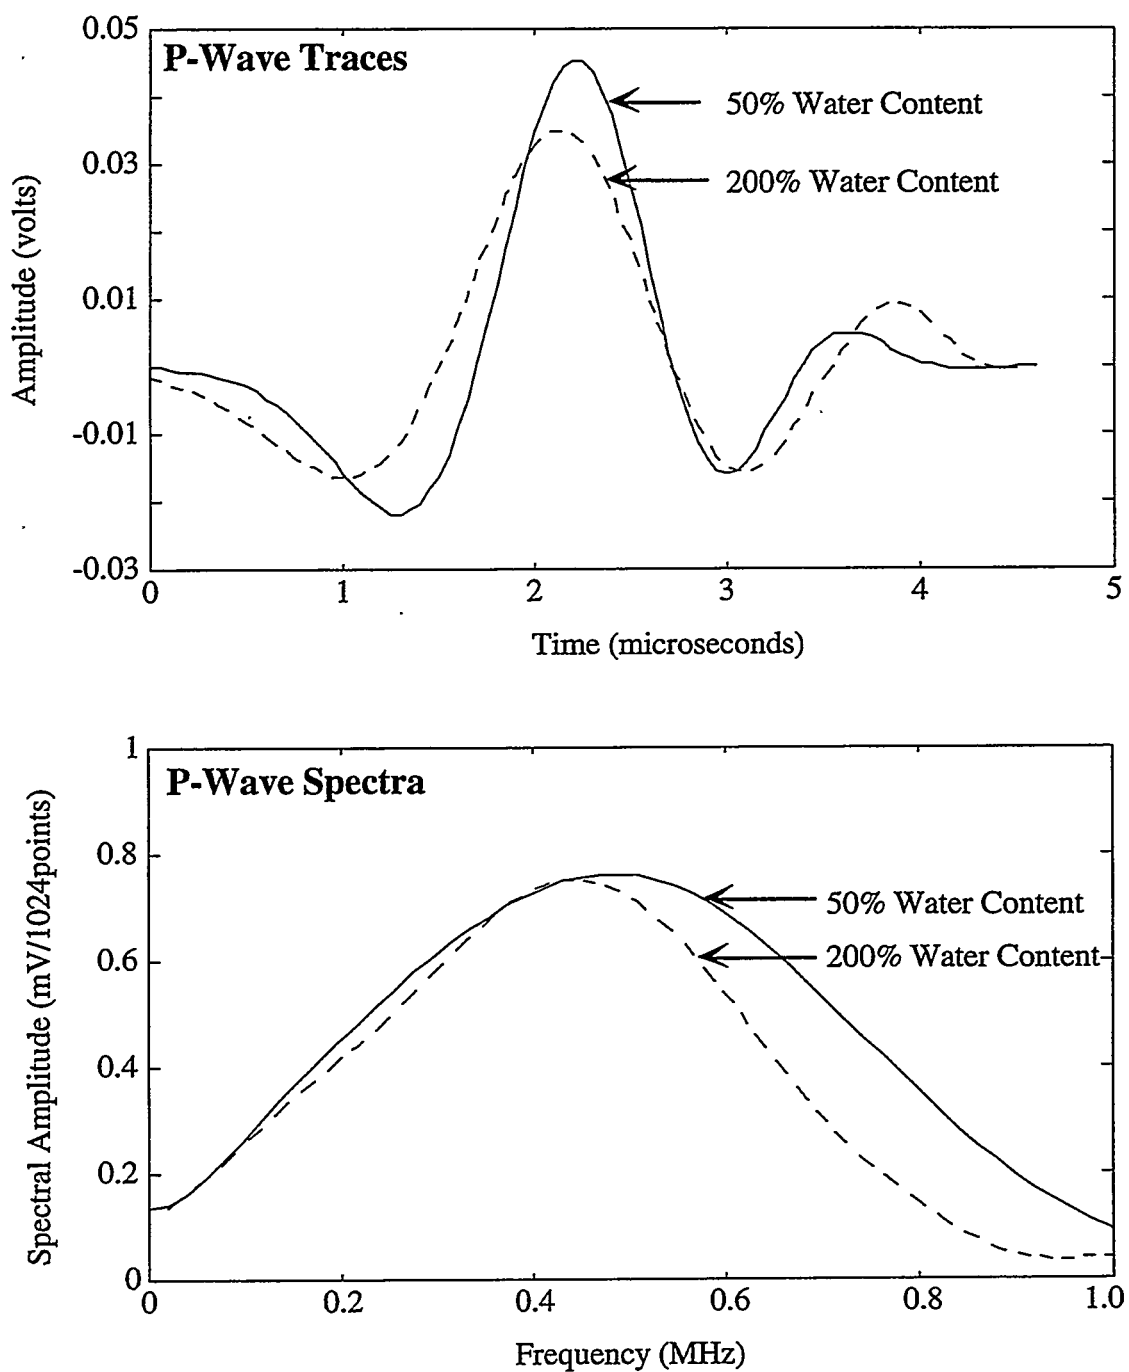 0.05
P-Wave Traces
50% Water Content
0.03
200% Water Content
Amplitude (volts)
0.01
-0.01
-0.03
0
1
2
3
4
5
Time (microseconds)
1
P-Wave Spectra
0.8
50% Water Content
200% Water Content
0.6
Spectral Amplitude (mV/1024points)
0.4
0.2
0
0
0.2
0.4
0.6
0.8
1.0
Frequency (MHz)